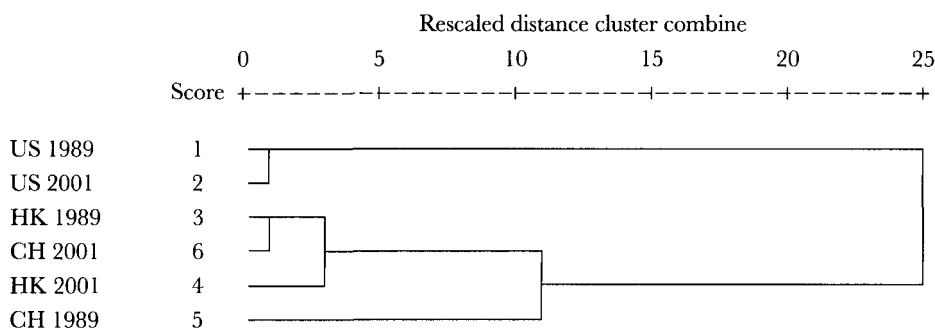 Rescaled distance cluster combine
0 5 10 15 20 25
Score
US 1989 1
US 2001 2
HK 1989 3
CH 2001 6
HK 2001 4
CH 1989 5